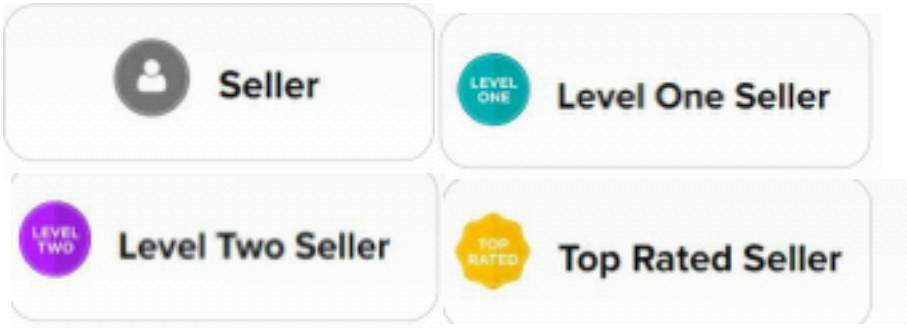 Seller
LEVEL
ONE
Level One Seller
LEVEL
TWO
Level Two Seller
TOP
RATED
Top Rated Seller